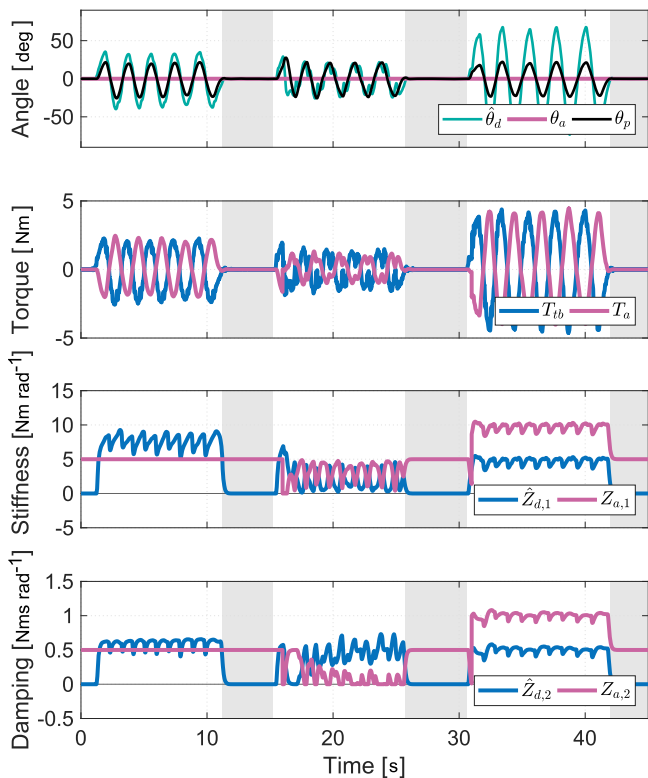 Angle [deg]
50
0
-50
θ̂_d θ_a θ_p
Torque [Nm]
5
0
-5
T_tb T_a
Stiffness [Nm rad⁻¹]
15
10
5
0
-5
Ẑ_d,1 Z_a,1
Damping [Nms rad⁻¹]
1.5
1
0.5
0
-0.5
Ẑ_d,2 Z_a,2
0 10 20 30 40
Time [s]